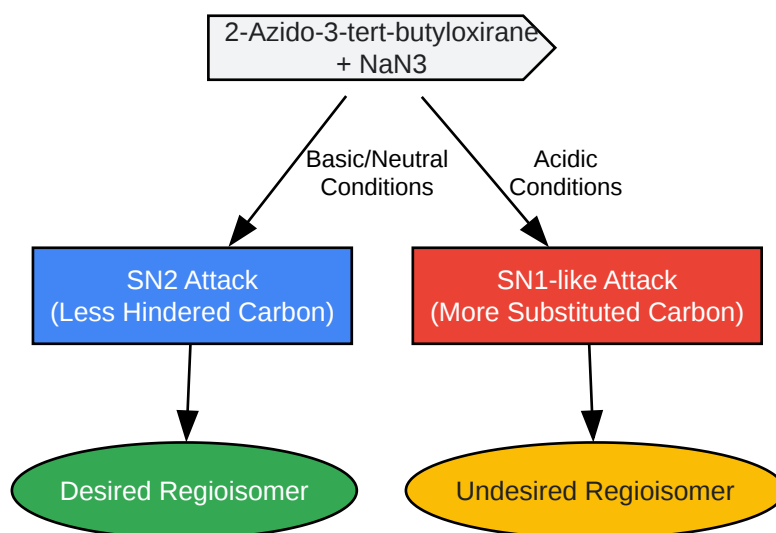 2-Azido-3-tert-butyloxirane
+ NaN3
Basic/Neutral
Conditions
Acidic
Conditions
SN2 Attack
(Less Hindered Carbon)
SN1-like Attack
(More Substituted Carbon)
Desired Regioisomer
Undesired Regioisomer